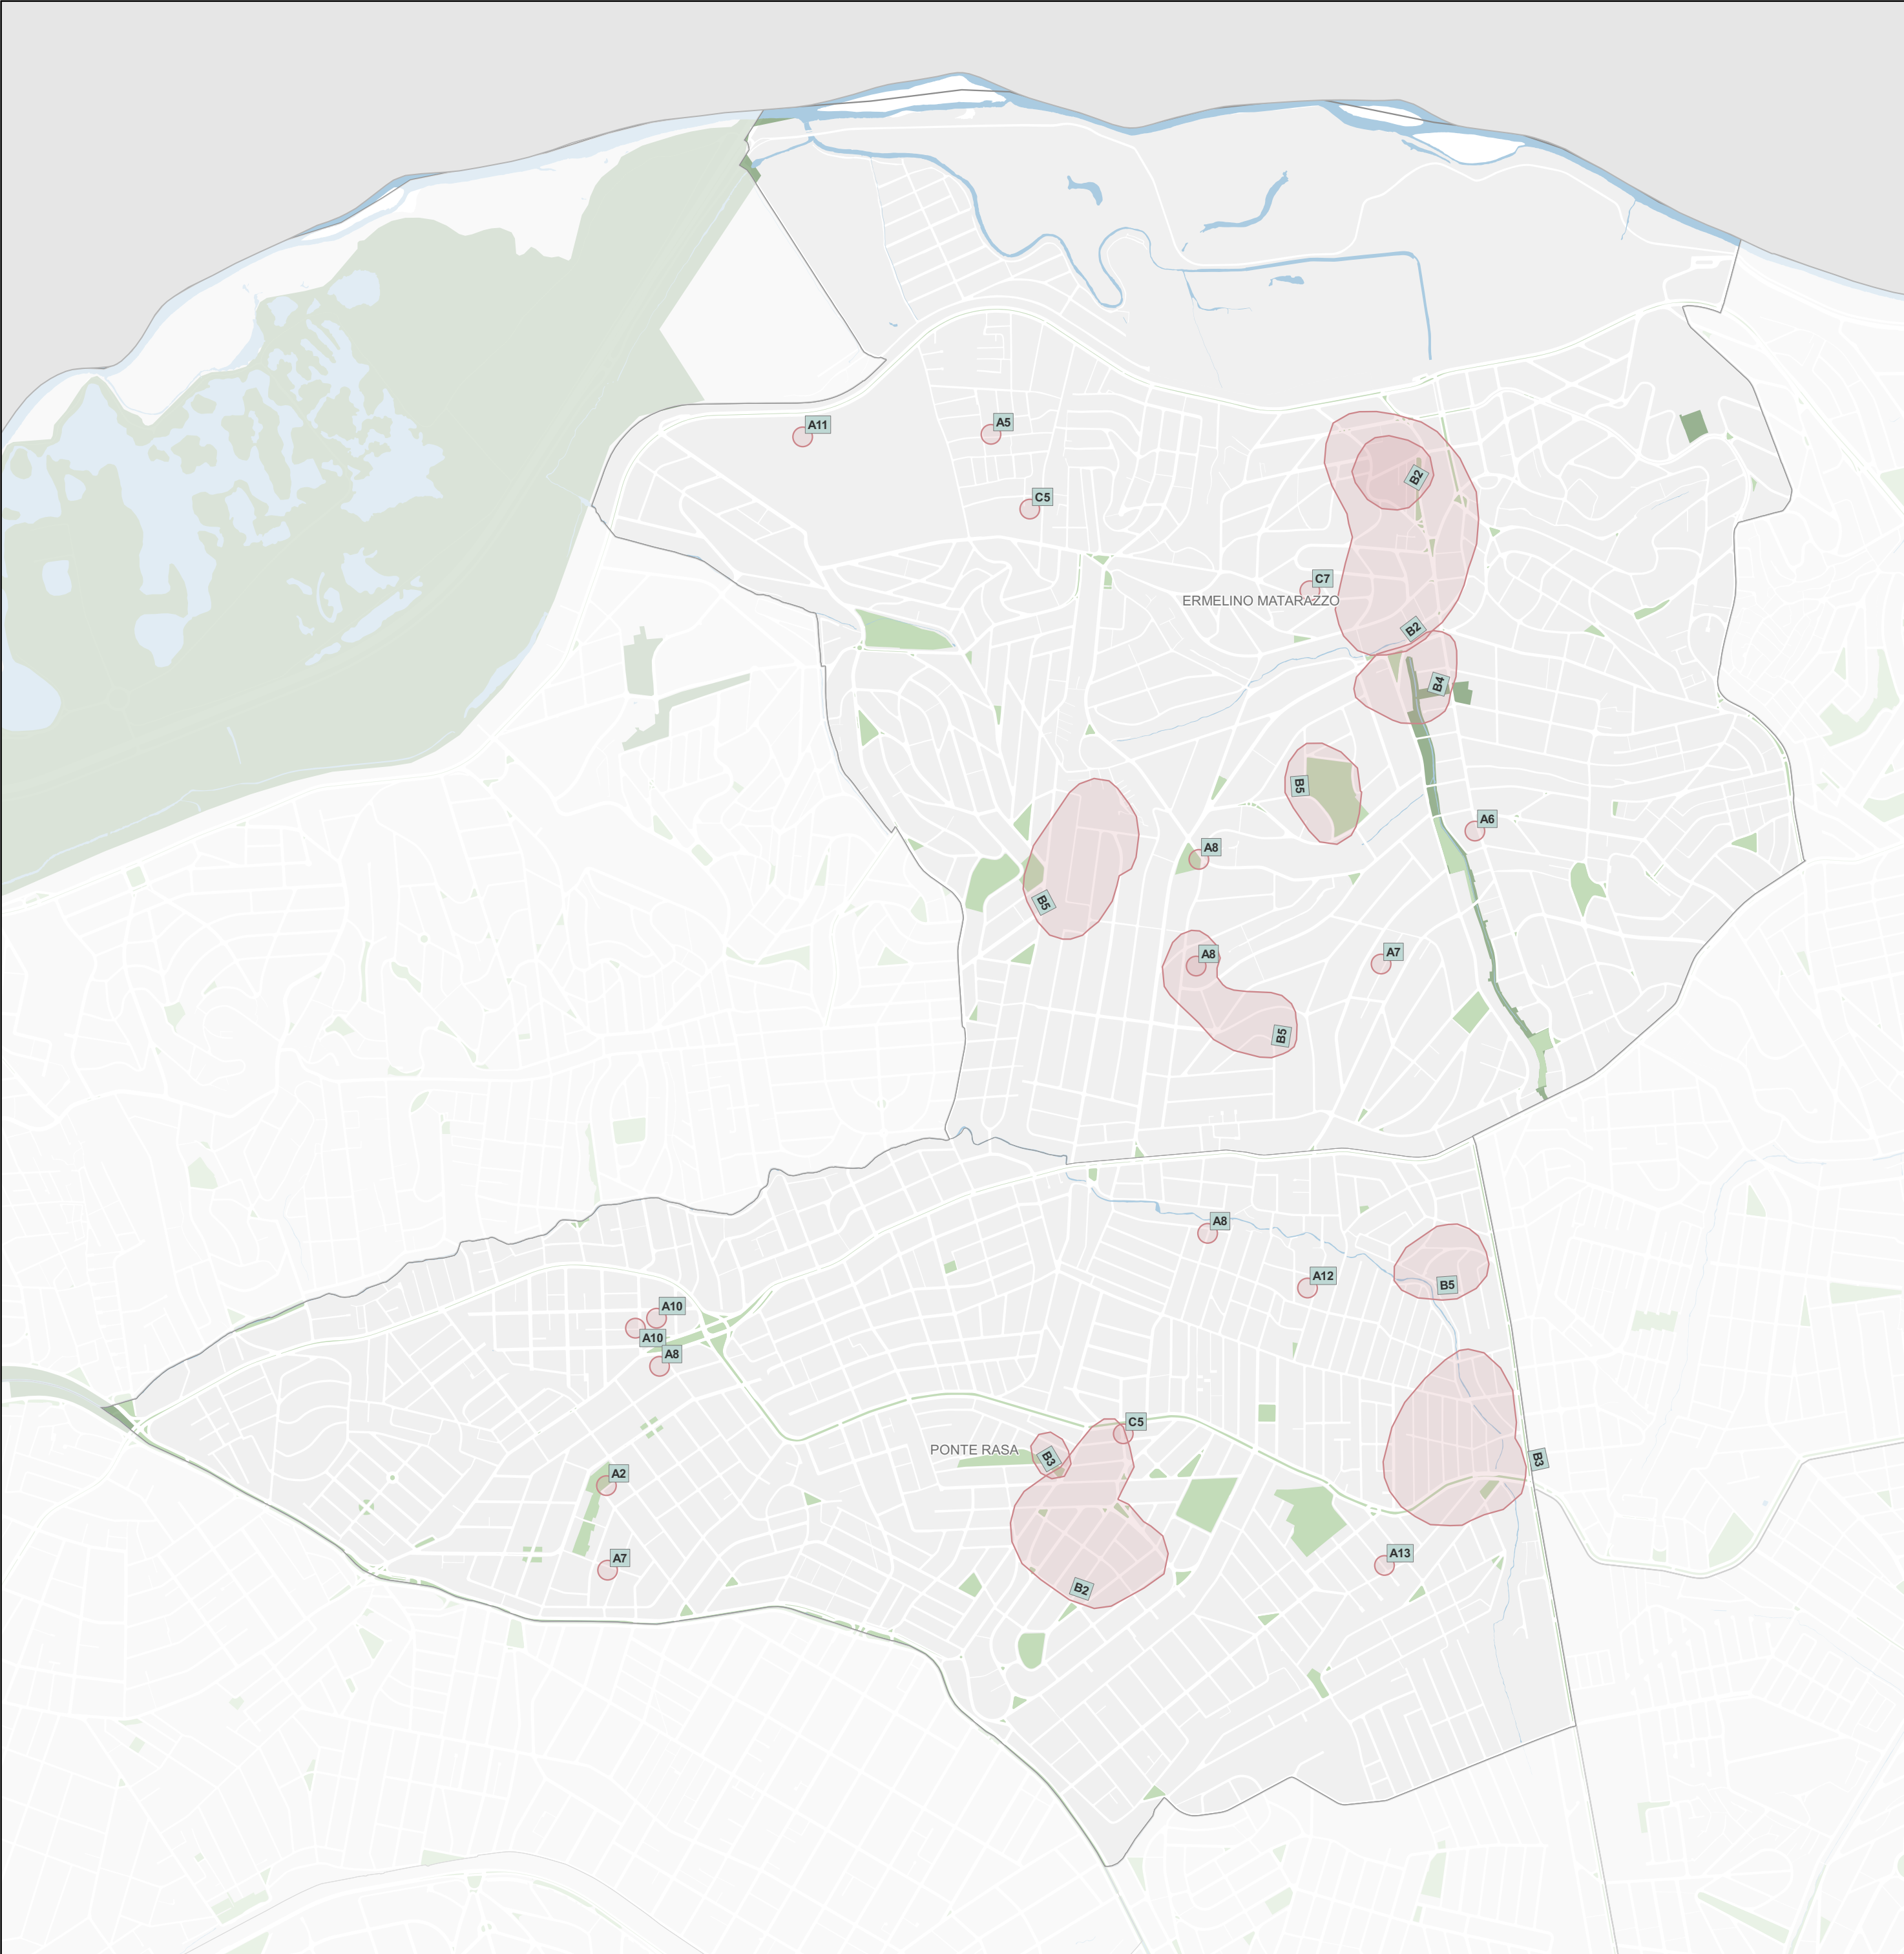 A11
A5
B2
C5
C7
ERMELINO MATARAZZO
B2
B4
B5
A6
A8
B5
A7
A8
B5
A8
A12
B5
A10
A10
A8
C5
PONTE RASA
B3
B3
A2
A13
A7
B2